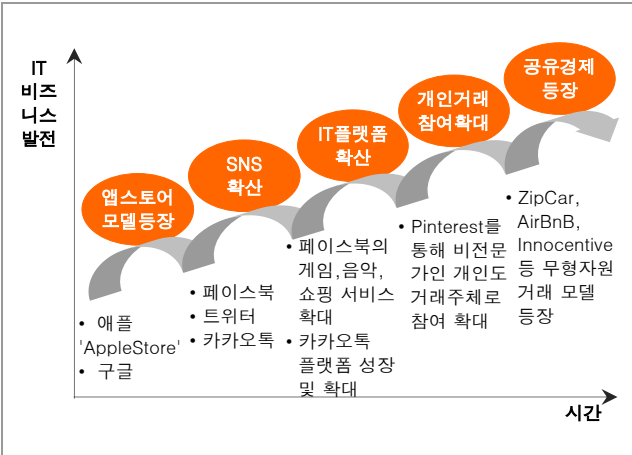 IT
비즈
니스
발전
앱스토어
모델등장
SNS
확산
IT플랫폼
확산
개인거래
참여확대
공유경제
등장
• 애플
'AppleStore'
• 구글
• 페이스북
• 트위터
• 카카오톡
• 페이스북의
게임,음악,
쇼핑 서비스
확대
• 카카오톡
플랫폼 성장
및 확대
• Pinterest를
통해 비전문
가인 개인도
거래주체로
참여 확대
• ZipCar,
AirBnB,
Innocentive
등 무형자원
거래 모델
등장
시간